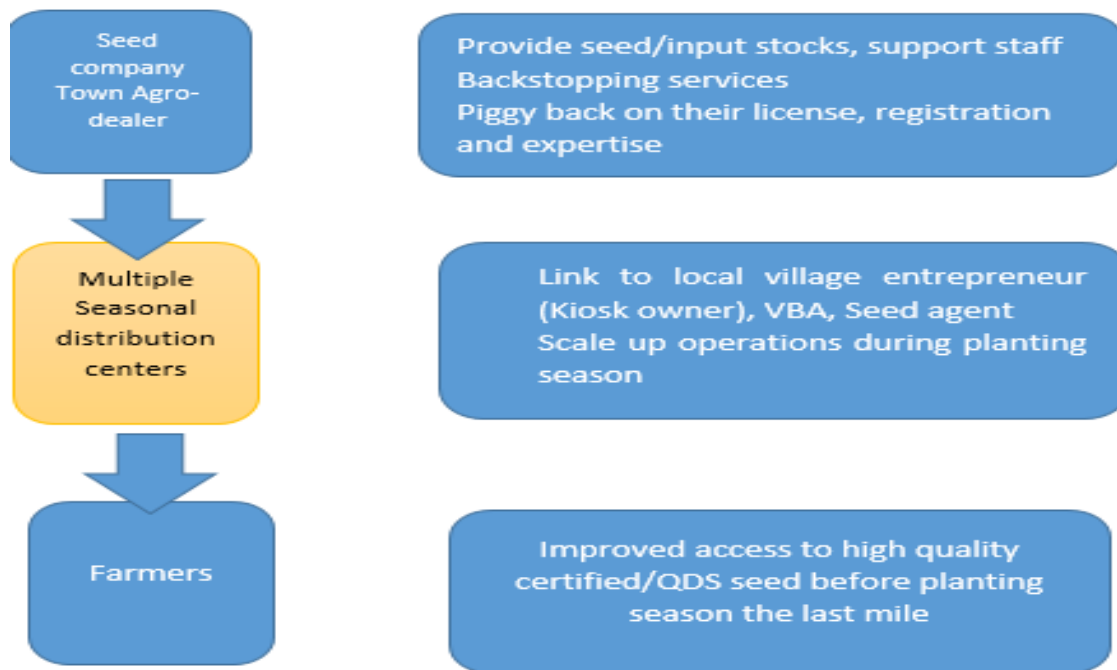 Seed
company
Town Agro-
dealer
Provide seed/input stocks, support staff
Backstopping services
Piggy back on their license, registration
and expertise
Multiple
Seasonal
distribution
centers
Link to local village entrepreneur
(Kiosk owner), VBA, Seed agent
Scale up operations during planting
season
Farmers
Improved access to high quality
certified/QDS seed before planting
season the last mile